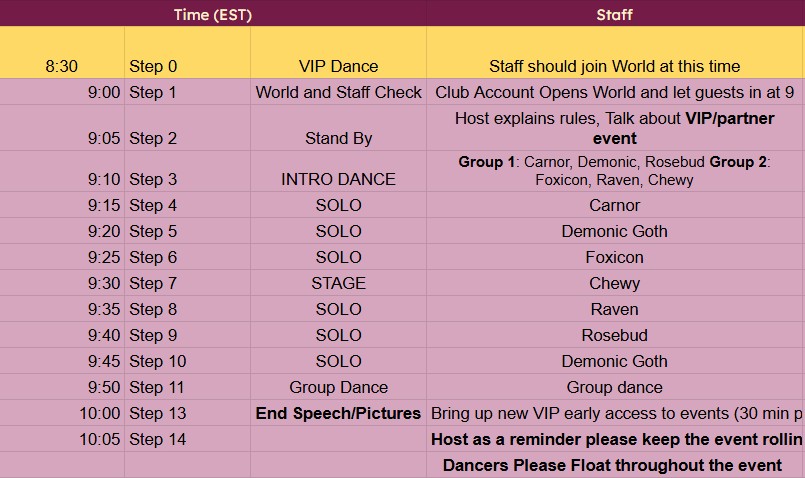 Time (EST) Staff
8:30 Step 0 VIP Dance Staff should join World at this time
9:00 Step 1 World and Staff Check Club Account Opens World and let guests in at 9
9:05 Step 2 Stand By Host explains rules, Talk about VIP/partner
event
9:10 Step 3 INTRO DANCE Group 1: Carnor, Demonic, Rosebud Group 2:
Foxicon, Raven, Chewy
9:15 Step 4 SOLO Carnor
9:20 Step 5 SOLO Demonic Goth
9:25 Step 6 SOLO Foxicon
9:30 Step 7 STAGE Chewy
9:35 Step 8 SOLO Raven
9:40 Step 9 SOLO Rosebud
9:45 Step 10 SOLO Demonic Goth
9:50 Step 11 Group Dance Group dance
10:00 Step 13 End Speech/Pictures Bring up new VIP early access to events (30 min p
10:05 Step 14 Host as a reminder please keep the event rollin
Dancers Please Float throughout the event